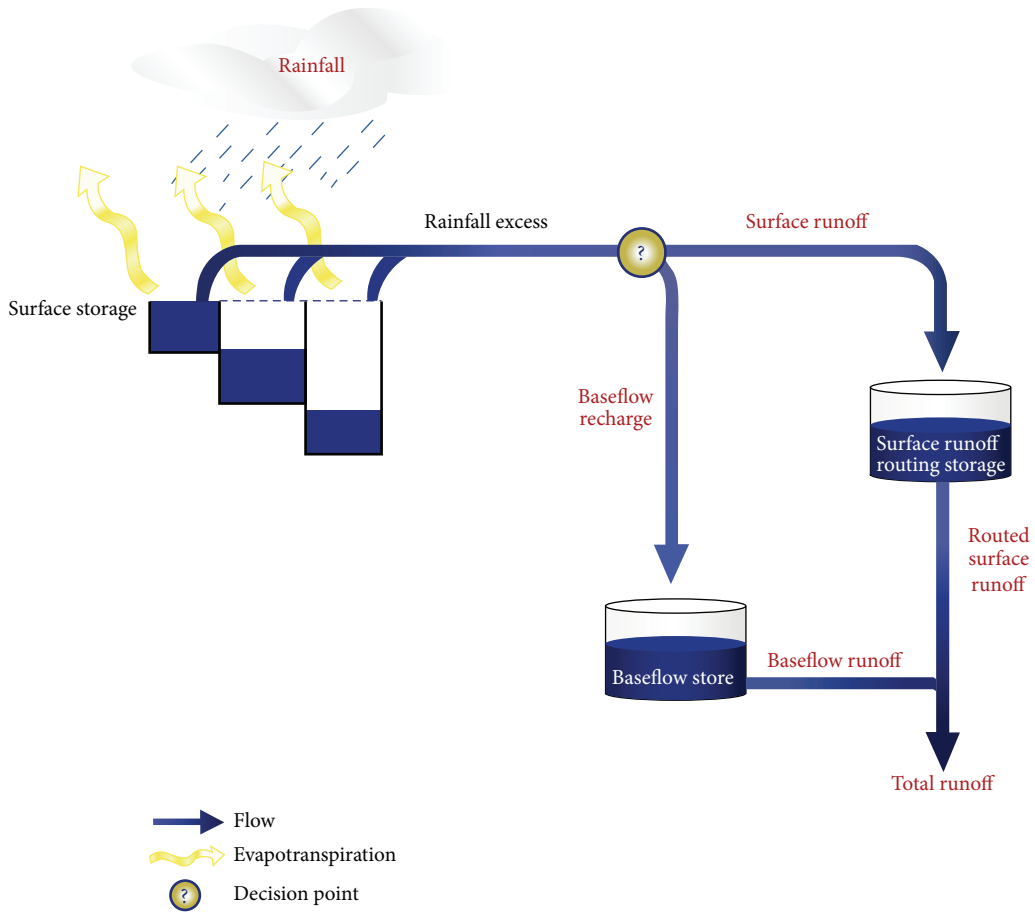 Rainfall
Rainfall excess
?
Surface runoff
Surface storage
Baseflow
recharge
Surface runoff
routing storage
Routed
surface
runoff
Baseflow store
Baseflow runoff
Total runoff
Flow
Evapotranspiration
?
Decision point